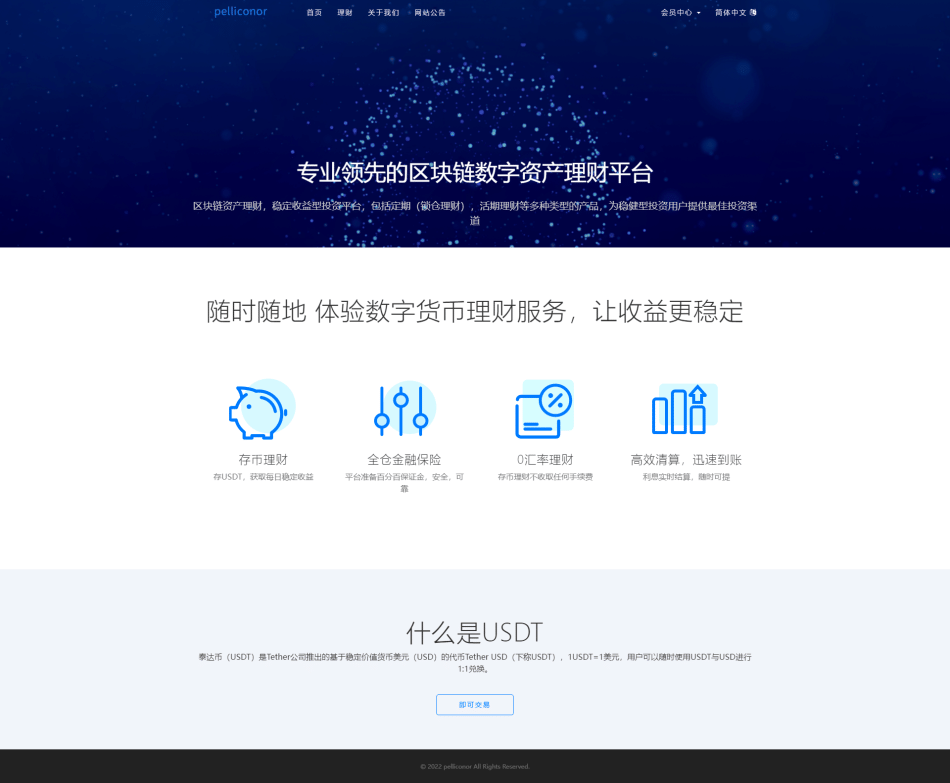 pelliconor 首页 理财 关于我们 网站公告 会员中心 简体中文
专业领先的区块链数字资产理财平台
区块链资产理财，稳定收益型投资平台，包括定期（锁仓理财），活期理财等多种类型的产品，为稳健型投资用户提供最佳投资渠
道
随时随地 体验数字货币理财服务，让收益更稳定
存币理财
存USDT，获取每日稳定收益
全仓金融保险
平台准备百分百保证金，安全，可
靠
0汇率理财
存币理财不收取任何手续费
高效清算，迅速到账
利息实时结算，随时可提
什么是USDT
泰达币（USDT）是Tether公司推出的基于稳定价值货币美元（USD）的代币Tether USD（下称USDT），1USDT=1美元，用户可以随时使用USDT与USD进行
1:1兑换。
即可交易
© 2022 pelliconor All Rights Reserved.